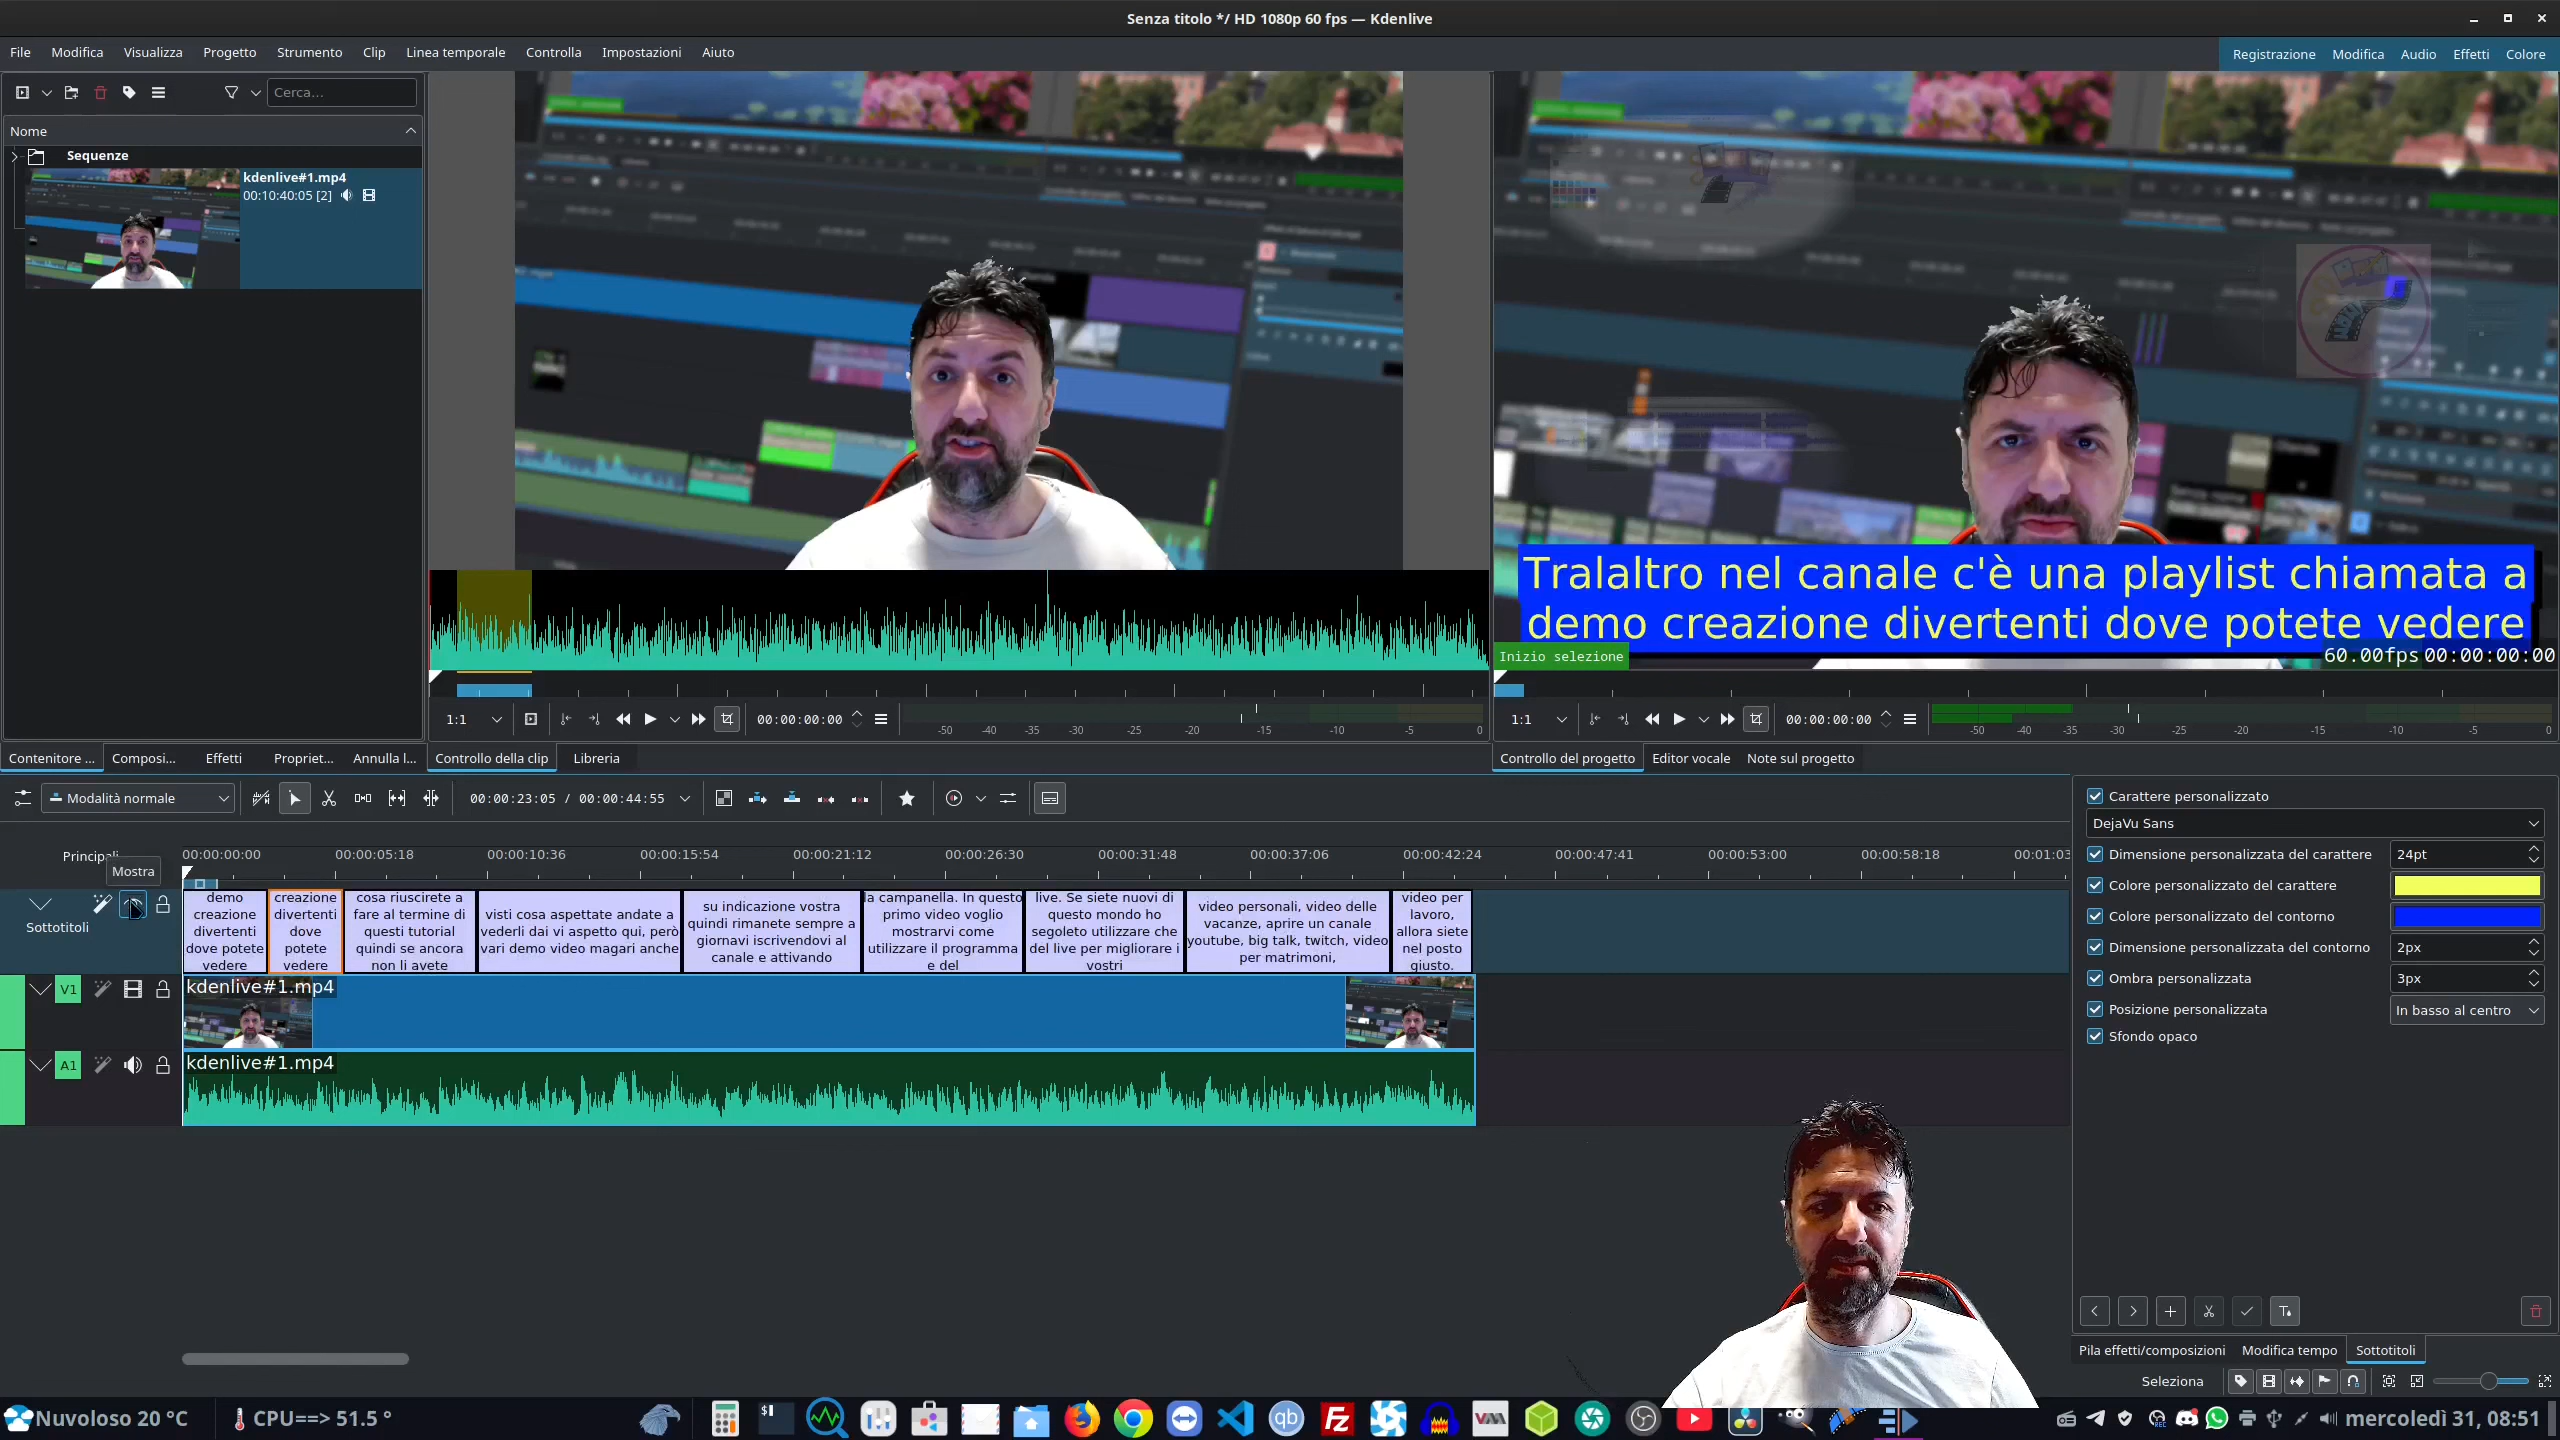 Senza titolo */ HD 1080p 60 fps — Kdenlive
File Modifica Visualizza Progetto Strumento Clip Linea temporale Controlla Impostazioni Aiuto
Registrazione Modifica Audio Effetti Colore
Cerca...
Nome
Sequenze
kdenlive#1.mp4
00:10:40:05 [2]
Tralaltro nel canale c'è una playlist chiamata a
demo creazione divertenti dove potete vedere
Inizio selezione
60.00fps 00:00:00:00
1:1
00:00:00:00
-50 -40 -35 -30 -25 -20 -15 -10 -5 0
1:1
00:00:00:00
-50 -40 -35 -30 -25 -20 -15 -10 -5 0
Contenitore ... Composi... Effetti Propriet... Annulla l... Controllo della clip Libreria
Controllo del progetto Editor vocale Note sul progetto
Modalità normale
00:00:23:05 / 00:00:44:55
Principali
Mostra
00:00:00:00 00:00:05:18 00:00:10:36 00:00:15:54 00:00:21:12 00:00:26:30 00:00:31:48 00:00:37:06 00:00:42:24 00:00:47:41 00:00:53:00 00:00:58:18 00:01:03
Sottotitoli
demo
creazione
divertenti
dove potete
vedere
creazione
divertenti
dove
potete
vedere
cosa riuscirete a
fare al termine di
questi tutorial
quindi se ancora
non li avete
visti cosa aspettate andate a
vederli dai vi aspetto qui, però
vari demo video magari anche
su indicazione vostra
quindi rimanete sempre a
giornavi iscrivendovi al
canale e attivando
la campanella. In questo
primo video voglio
mostrarvi come
utilizzare il programma
e del
live. Se siete nuovi di
questo mondo ho
segoleto utilizzare che
del live per migliorare i
vostri
video personali, video delle
vacanze, aprire un canale
youtube, big talk, twitch, video
per matrimoni,
video per
lavoro,
allora siete
nel posto
giusto.
V1
kdenlive#1.mp4
A1
kdenlive#1.mp4
Carattere personalizzato
DejaVu Sans
Dimensione personalizzata del carattere 24pt
Colore personalizzato del carattere
Colore personalizzato del contorno
Dimensione personalizzata del contorno 2px
Ombra personalizzata 3px
Posizione personalizzata In basso al centro
Sfondo opaco
Pila effetti/composizioni Modifica tempo Sottotitoli
Seleziona
Nuvoloso 20 °C
CPU==> 51.5 °
mercoledì 31, 08:51